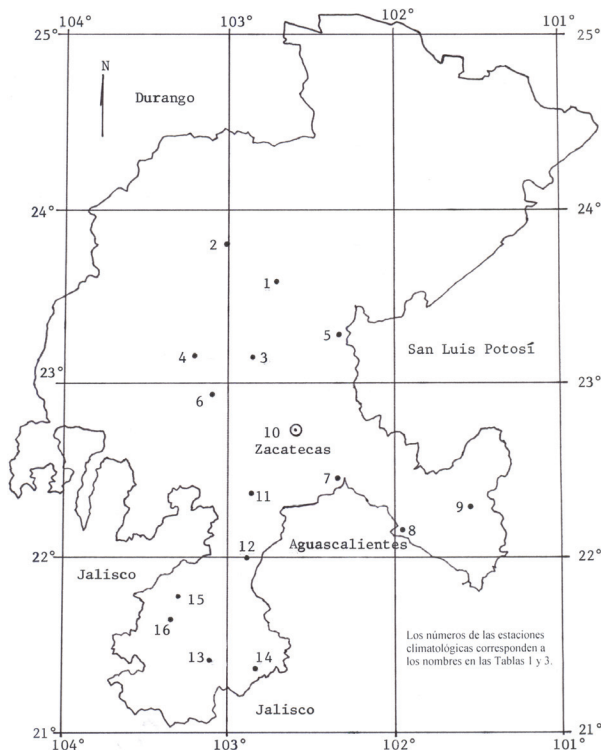 104° 103° 102° 101°
25° 25°
N
Durango
24° 24°
2
1
5
San Luis Potosí
4 3
23° 23°
6
10
Zacatecas
7
11 9
8
12 Aguascalientes
22° 22°
Jalisco
15
16
Los números de las estaciones
climatológicas corresponden a
los nombres en las Tablas 1 y 3.
13 14
Jalisco
21° 21°
104° 103° 102° 101°